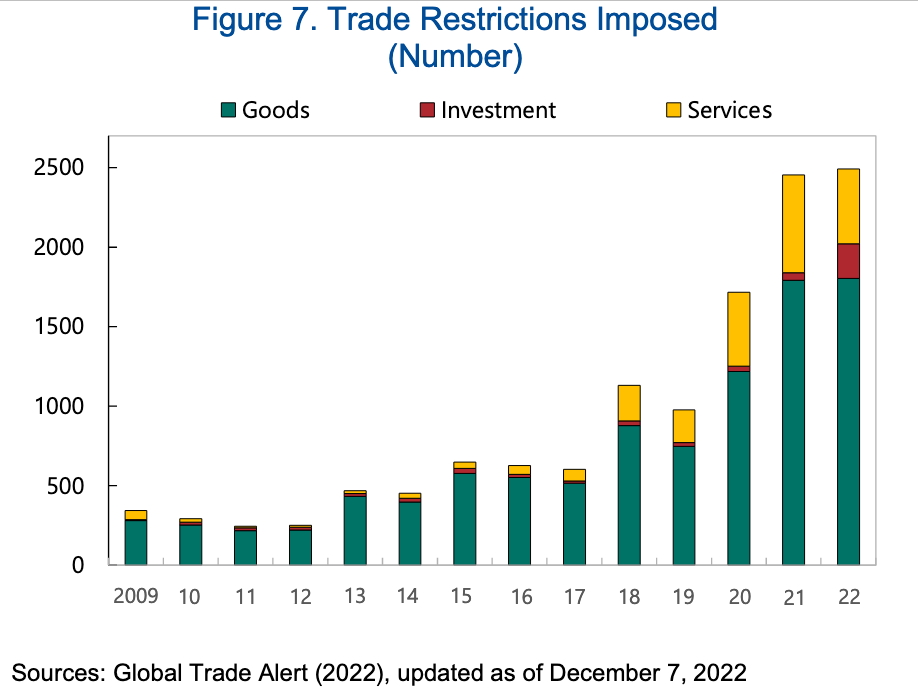 Figure 7. Trade Restrictions Imposed
(Number)
Goods Investment Services
2500
2000
1500
1000
500
0
2009 10 11 12 13 14 15 16 17 18 19 20 21 22
Sources: Global Trade Alert (2022), updated as of December 7, 2022